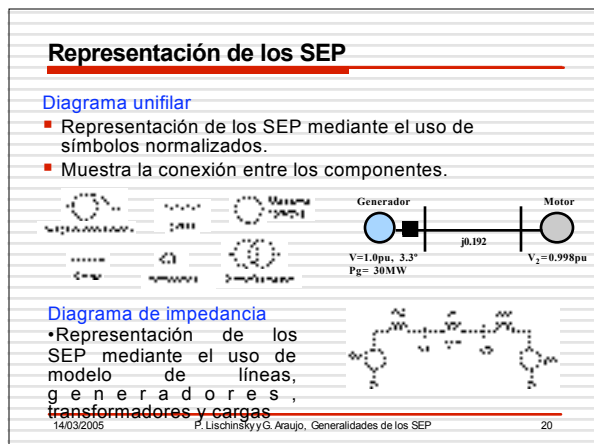 Representación de los SEP
Diagrama unifilar
Representación de los SEP mediante el uso de
símbolos normalizados.
Muestra la conexión entre los componentes.
Generador
Motor
j0.192
V=1.0pu, 3.3º
Pg= 30MW
V2=0.998pu
Diagrama de impedancia
•Representación de los
SEP mediante el uso de
modelo de líneas,
generadores,
transformadores y cargas
14/03/2005
P. Lischinsky y G. Araujo, Generalidades de los SEP
20